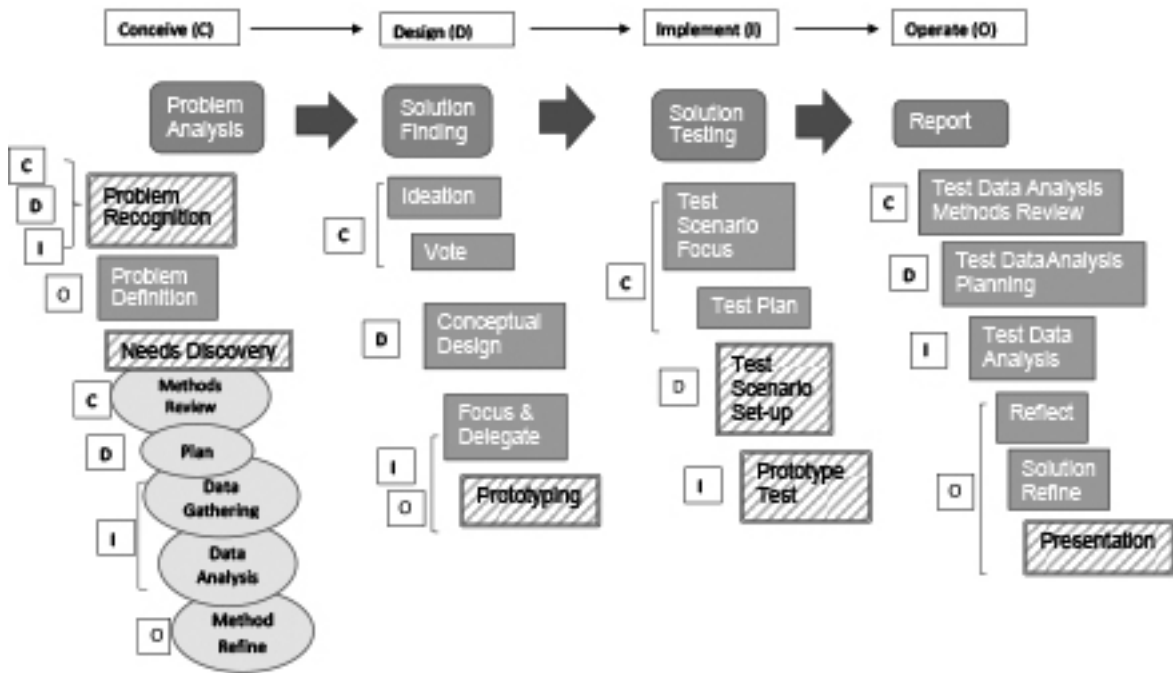 Conceive (C)
Design (D)
Implement (I)
Operate (O)
Problem
Analysis
Solution
Finding
Solution
Testing
Report
C
D
I
Problem
Recognition
O
Problem
Definition
Needs Discovery
C
Methods
Review
D
Plan
I
Data
Gathering
Data
Analysis
O
Method
Refine
C
Ideation
Vote
D
Conceptual
Design
I
O
Focus &
Delegate
Prototyping
C
Test
Scenario
Focus
Test Plan
D
Test
Scenario
Set-up
I
Prototype
Test
C
Test Data Analysis
Methods Review
D
Test Data Analysis
Planning
I
Test Data
Analysis
O
Reflect
Solution
Refine
Presentation